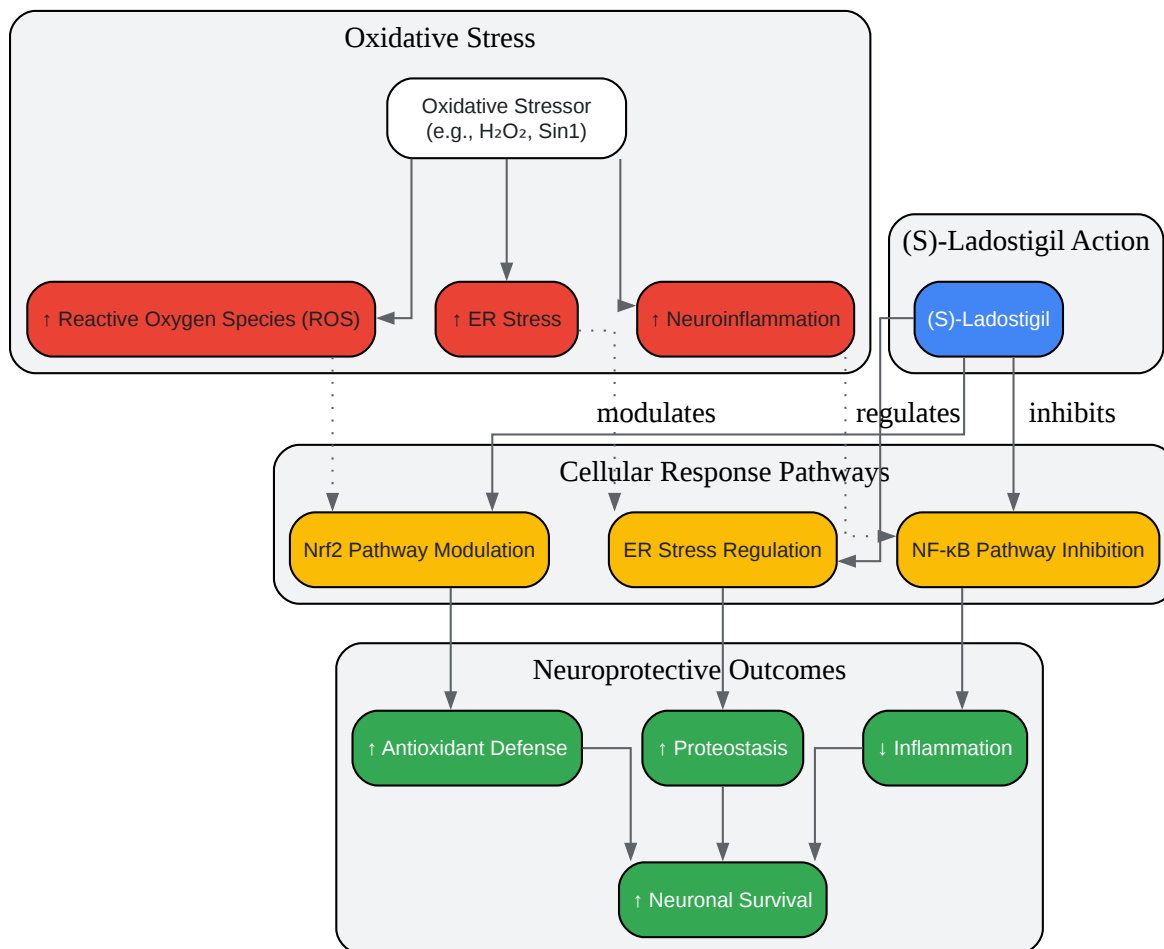 Oxidative Stress
Oxidative Stressor
(e.g., H₂O₂, Sin1)
(S)-Ladostigil Action
↑ Reactive Oxygen Species (ROS)
↑ ER Stress
↑ Neuroinflammation
(S)-Ladostigil
modulates
regulates
inhibits
Cellular Response Pathways
Nrf2 Pathway Modulation
ER Stress Regulation
NF-κB Pathway Inhibition
Neuroprotective Outcomes
↑ Antioxidant Defense
↑ Proteostasis
↓ Inflammation
↑ Neuronal Survival